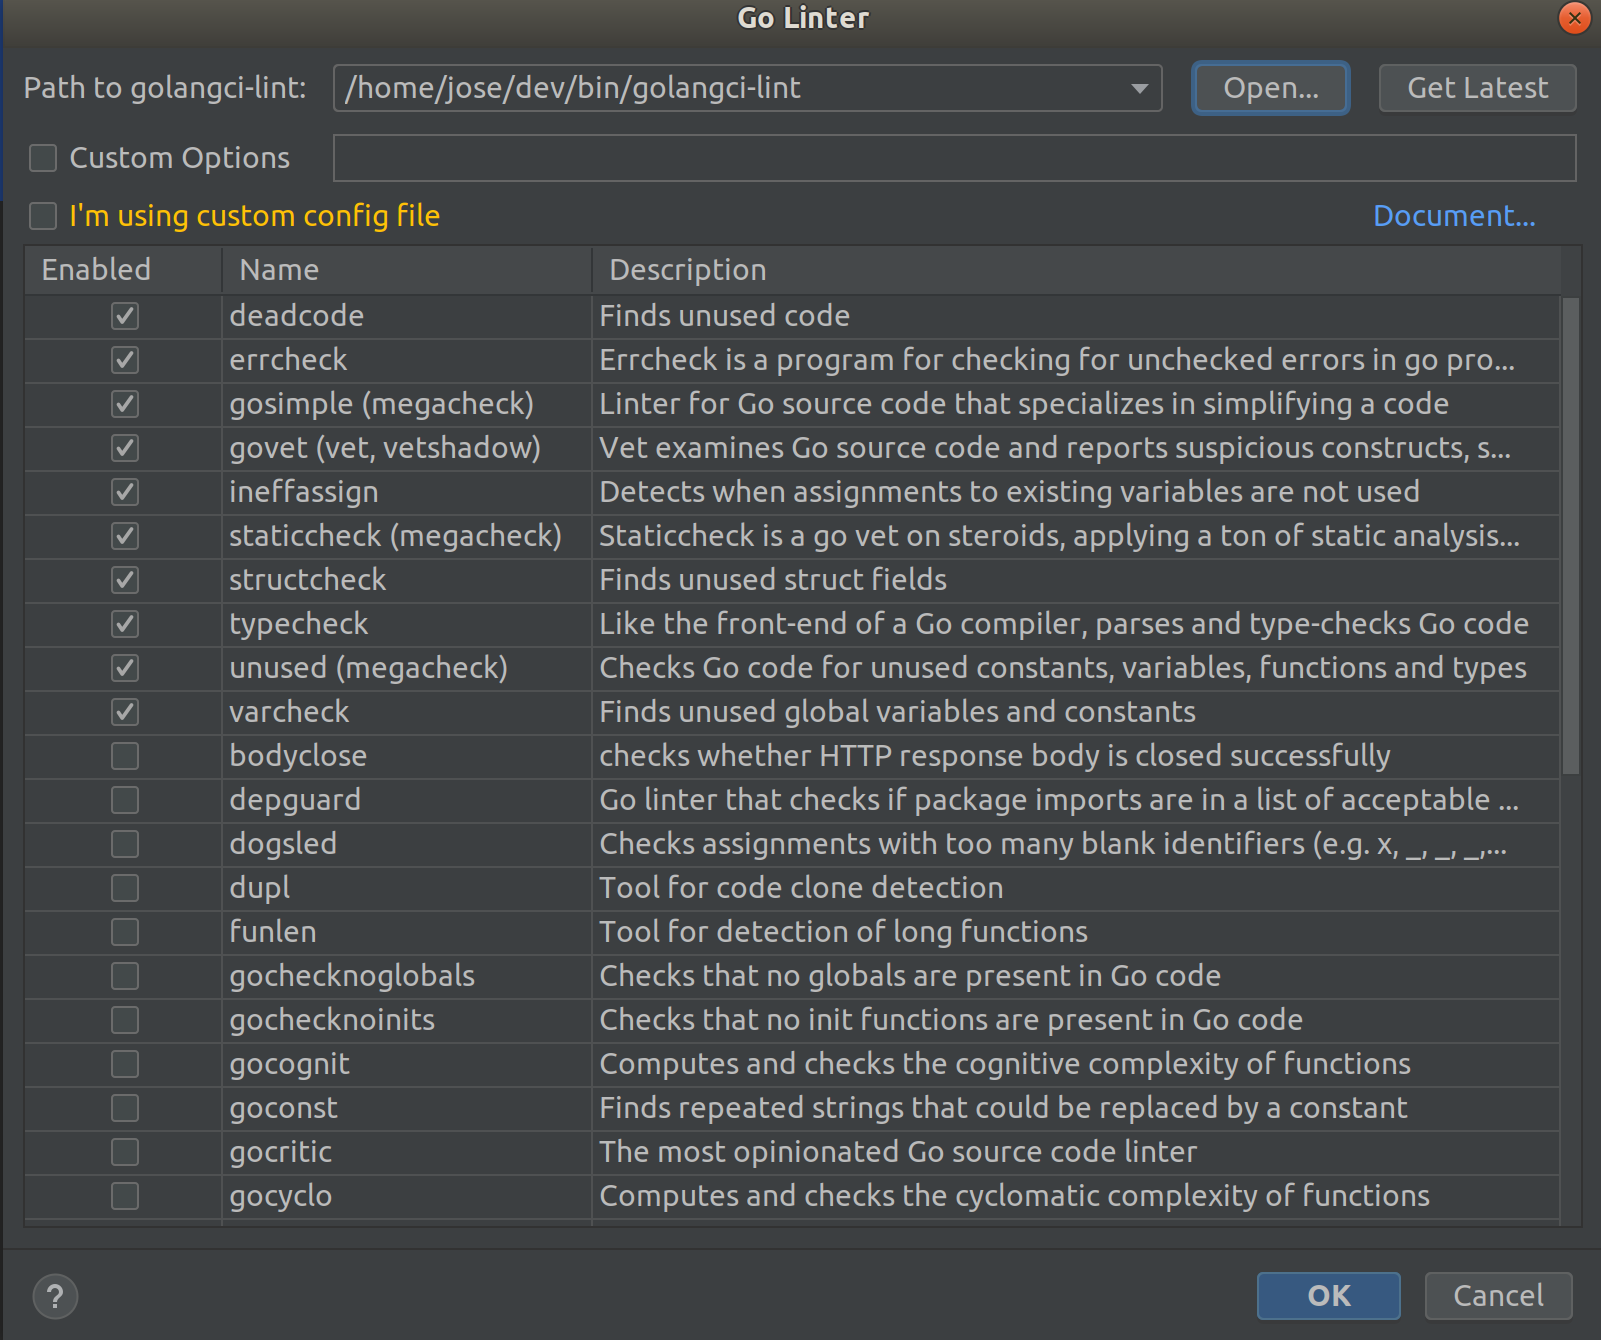 Go Linter
Path to golangci-lint: /home/jose/dev/bin/golangci-lint Open... Get Latest
Custom Options
I'm using custom config file Document...
Enabled Name Description
deadcode Finds unused code
errcheck Errcheck is a program for checking for unchecked errors in go pro...
gosimple (megacheck) Linter for Go source code that specializes in simplifying a code
govet (vet, vetshadow) Vet examines Go source code and reports suspicious constructs, s...
ineffassign Detects when assignments to existing variables are not used
staticcheck (megacheck) Staticcheck is a go vet on steroids, applying a ton of static analysis...
structcheck Finds unused struct fields
typecheck Like the front-end of a Go compiler, parses and type-checks Go code
unused (megacheck) Checks Go code for unused constants, variables, functions and types
varcheck Finds unused global variables and constants
bodyclose checks whether HTTP response body is closed successfully
depguard Go linter that checks if package imports are in a list of acceptable ...
dogsled Checks assignments with too many blank identifiers (e.g. x, _, _, _,...
dupl Tool for code clone detection
funlen Tool for detection of long functions
gochecknoglobals Checks that no globals are present in Go code
gochecknoinits Checks that no init functions are present in Go code
gocognit Computes and checks the cognitive complexity of functions
goconst Finds repeated strings that could be replaced by a constant
gocritic The most opinionated Go source code linter
gocyclo Computes and checks the cyclomatic complexity of functions
? OK Cancel